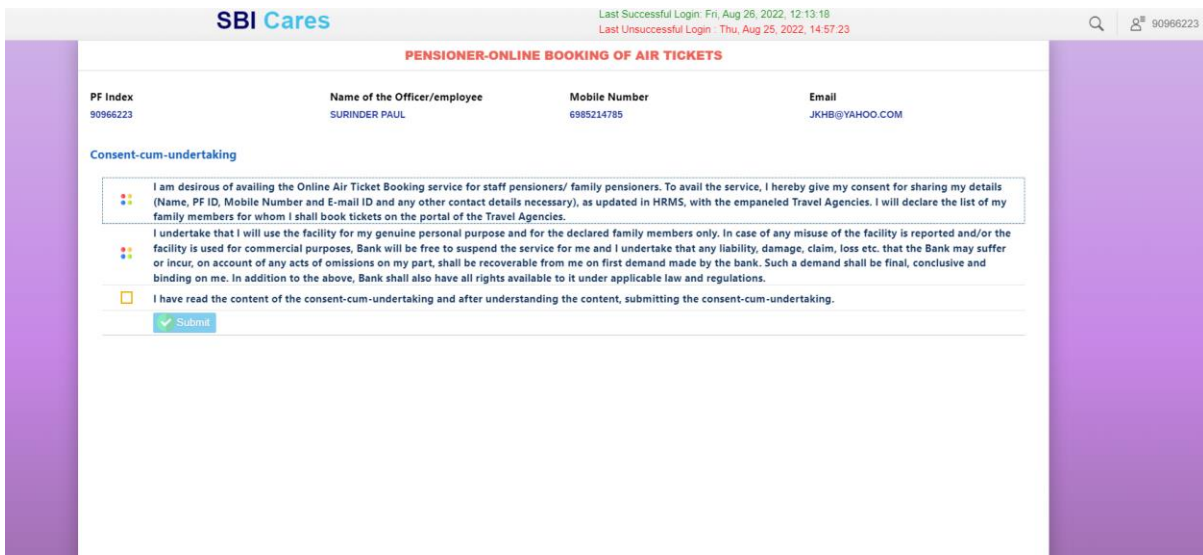 SBI Cares
Last Successful Login: Fri, Aug 26, 2022, 12:13:18
Last Unsuccessful Login : Thu, Aug 25, 2022, 14:57:23
90966223
PENSIONER-ONLINE BOOKING OF AIR TICKETS
PF Index Name of the Officer/employee Mobile Number Email
90966223 SURINDER PAUL 6985214785 JKHB@YAHOO.COM
Consent-cum-undertaking
I am desirous of availing the Online Air Ticket Booking service for staff pensioners/ family pensioners. To avail the service, I hereby give my consent for sharing my details
(Name, PF ID, Mobile Number and E-mail ID and any other contact details necessary), as updated in HRMS, with the empaneled Travel Agencies. I will declare the list of my
family members for whom I shall book tickets on the portal of the Travel Agencies.
I undertake that I will use the facility for my genuine personal purpose and for the declared family members only. In case of any misuse of the facility is reported and/or the
facility is used for commercial purposes, Bank will be free to suspend the service for me and I undertake that any liability, damage, claim, loss etc. that the Bank may suffer
or incur, on account of any acts of omissions on my part, shall be recoverable from me on first demand made by the bank. Such a demand shall be final, conclusive and
binding on me. In addition to the above, Bank shall also have all rights available to it under applicable law and regulations.
I have read the content of the consent-cum-undertaking and after understanding the content, submitting the consent-cum-undertaking.
Submit